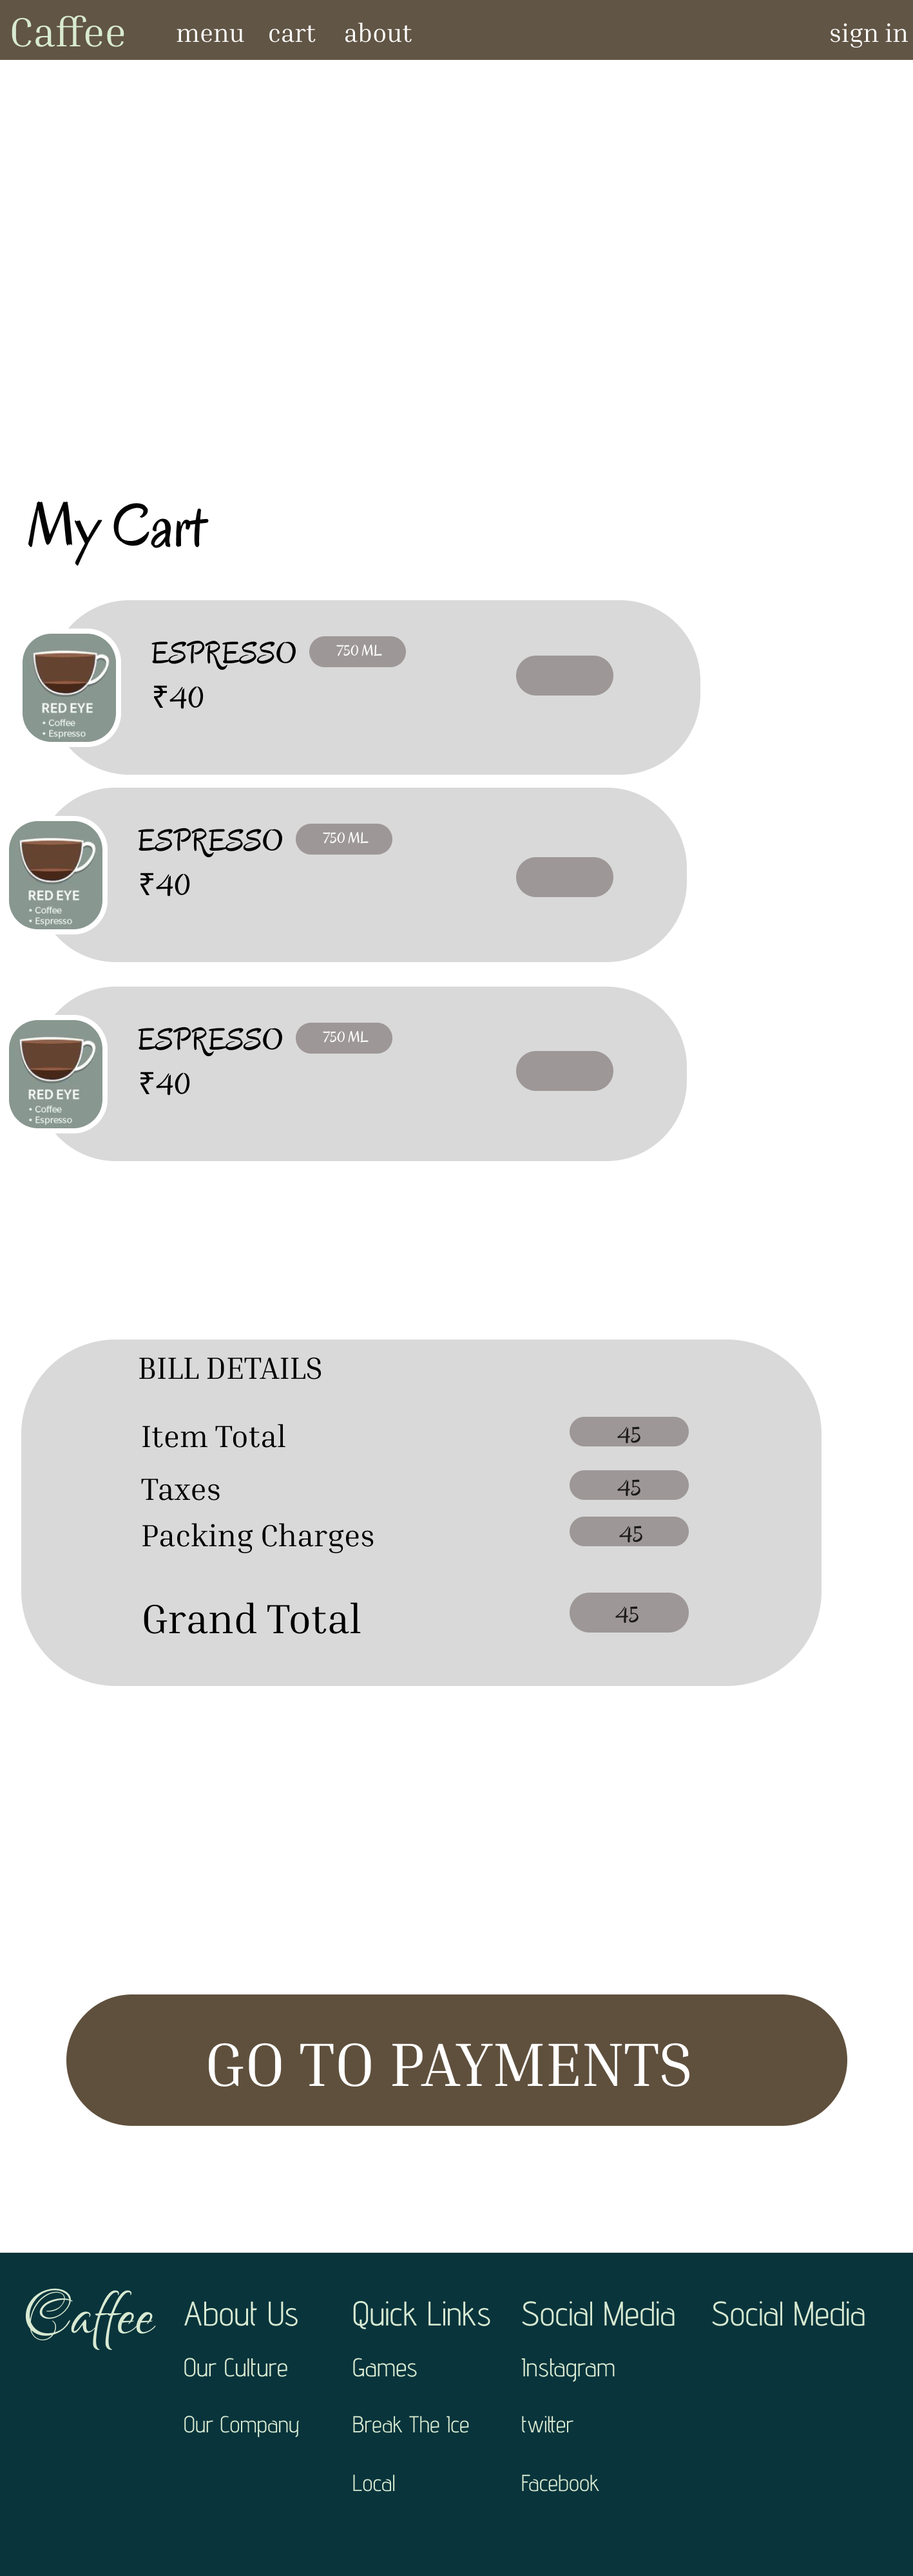 Caffee menu cart about sign in
My Cart
ESPRESSO 750 ML
₹40
RED EYE
• Coffee
• Espresso
ESPRESSO 750 ML
₹40
RED EYE
• Coffee
• Espresso
ESPRESSO 750 ML
₹40
RED EYE
• Coffee
• Espresso
BILL DETAILS
Item Total 45
Taxes 45
Packing Charges 45
Grand Total 45
GO TO PAYMENTS
Caffee About Us Quick Links Social Media Social Media
Our Culture Games Instagram
Our Company Break The Ice twitter
Local Facebook